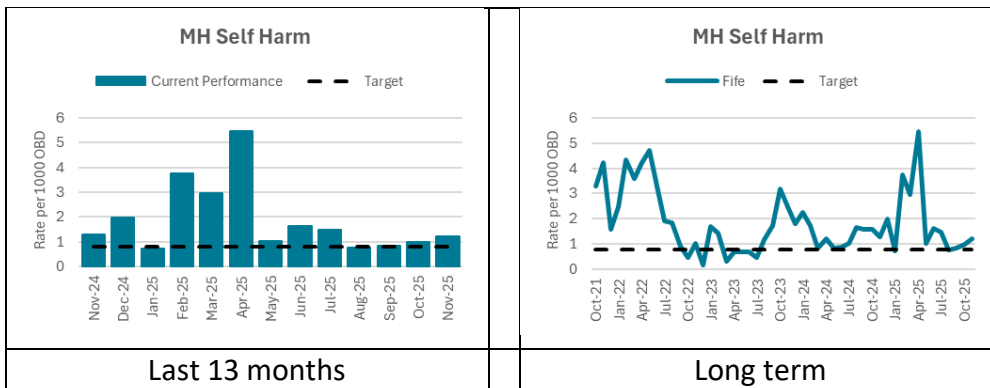 MH Self Harm
Current Performance
Target
Rate per 1000 OBD
6
5
4
3
2
1
0
Nov-24
Dec-24
Jan-25
Feb-25
Mar-25
Apr-25
May-25
Jun-25
Jul-25
Aug-25
Sep-25
Oct-25
Nov-25
Last 13 months
MH Self Harm
Fife
Target
Rate per 1000 OBD
6
5
4
3
2
1
0
Oct-21
Jan-22
Apr-22
Jul-22
Oct-22
Jan-23
Apr-23
Jul-23
Oct-23
Jan-24
Apr-24
Jul-24
Oct-24
Jan-25
Apr-25
Jul-25
Oct-25
Long term